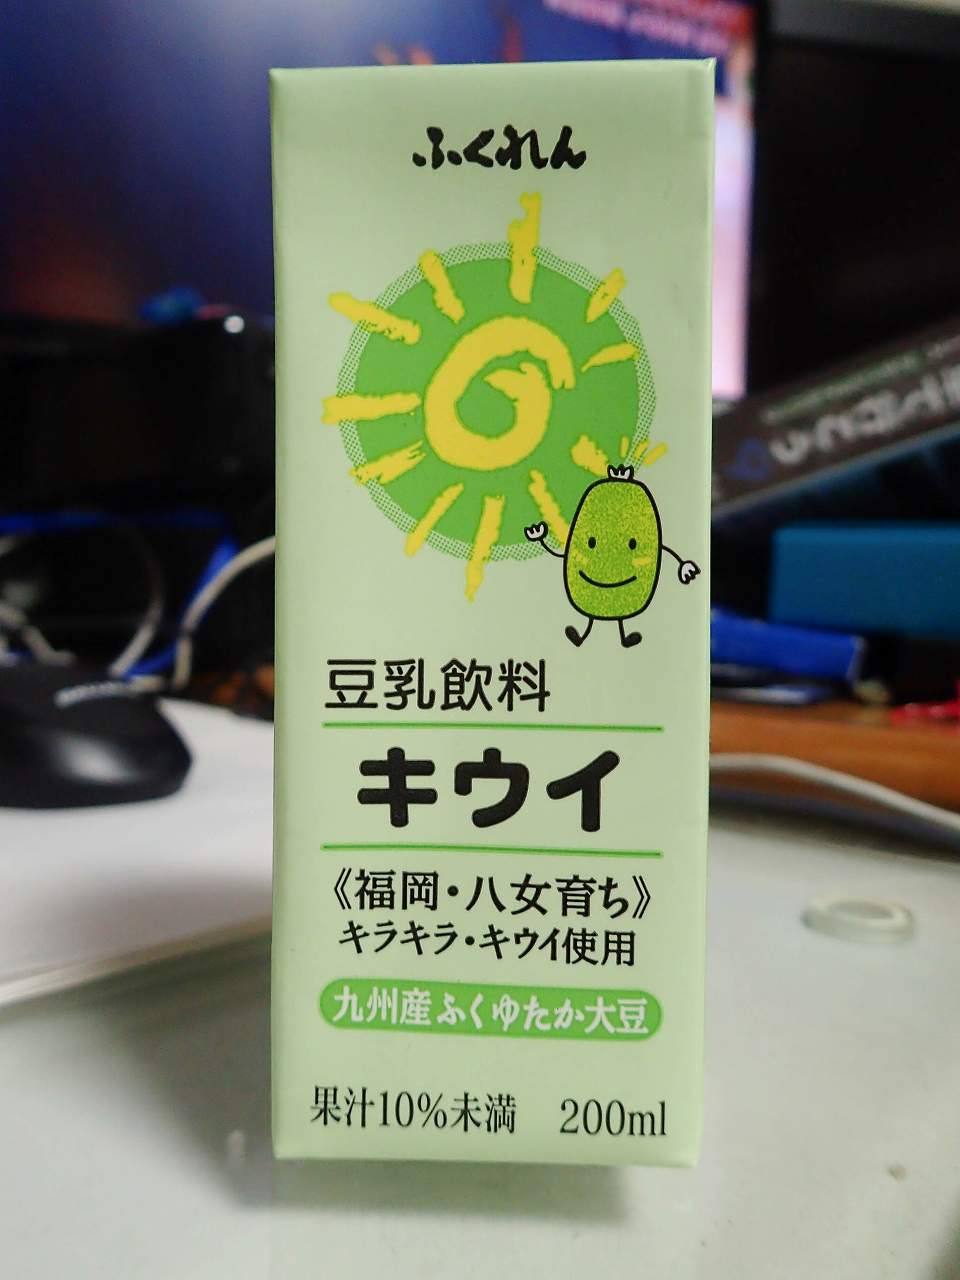 ふくれん
豆乳飲料
キウイ
《福岡・八女育ち》
キラキラ・キウイ使用
九州産ふくゆたか大豆
果汁10%未満 200ml